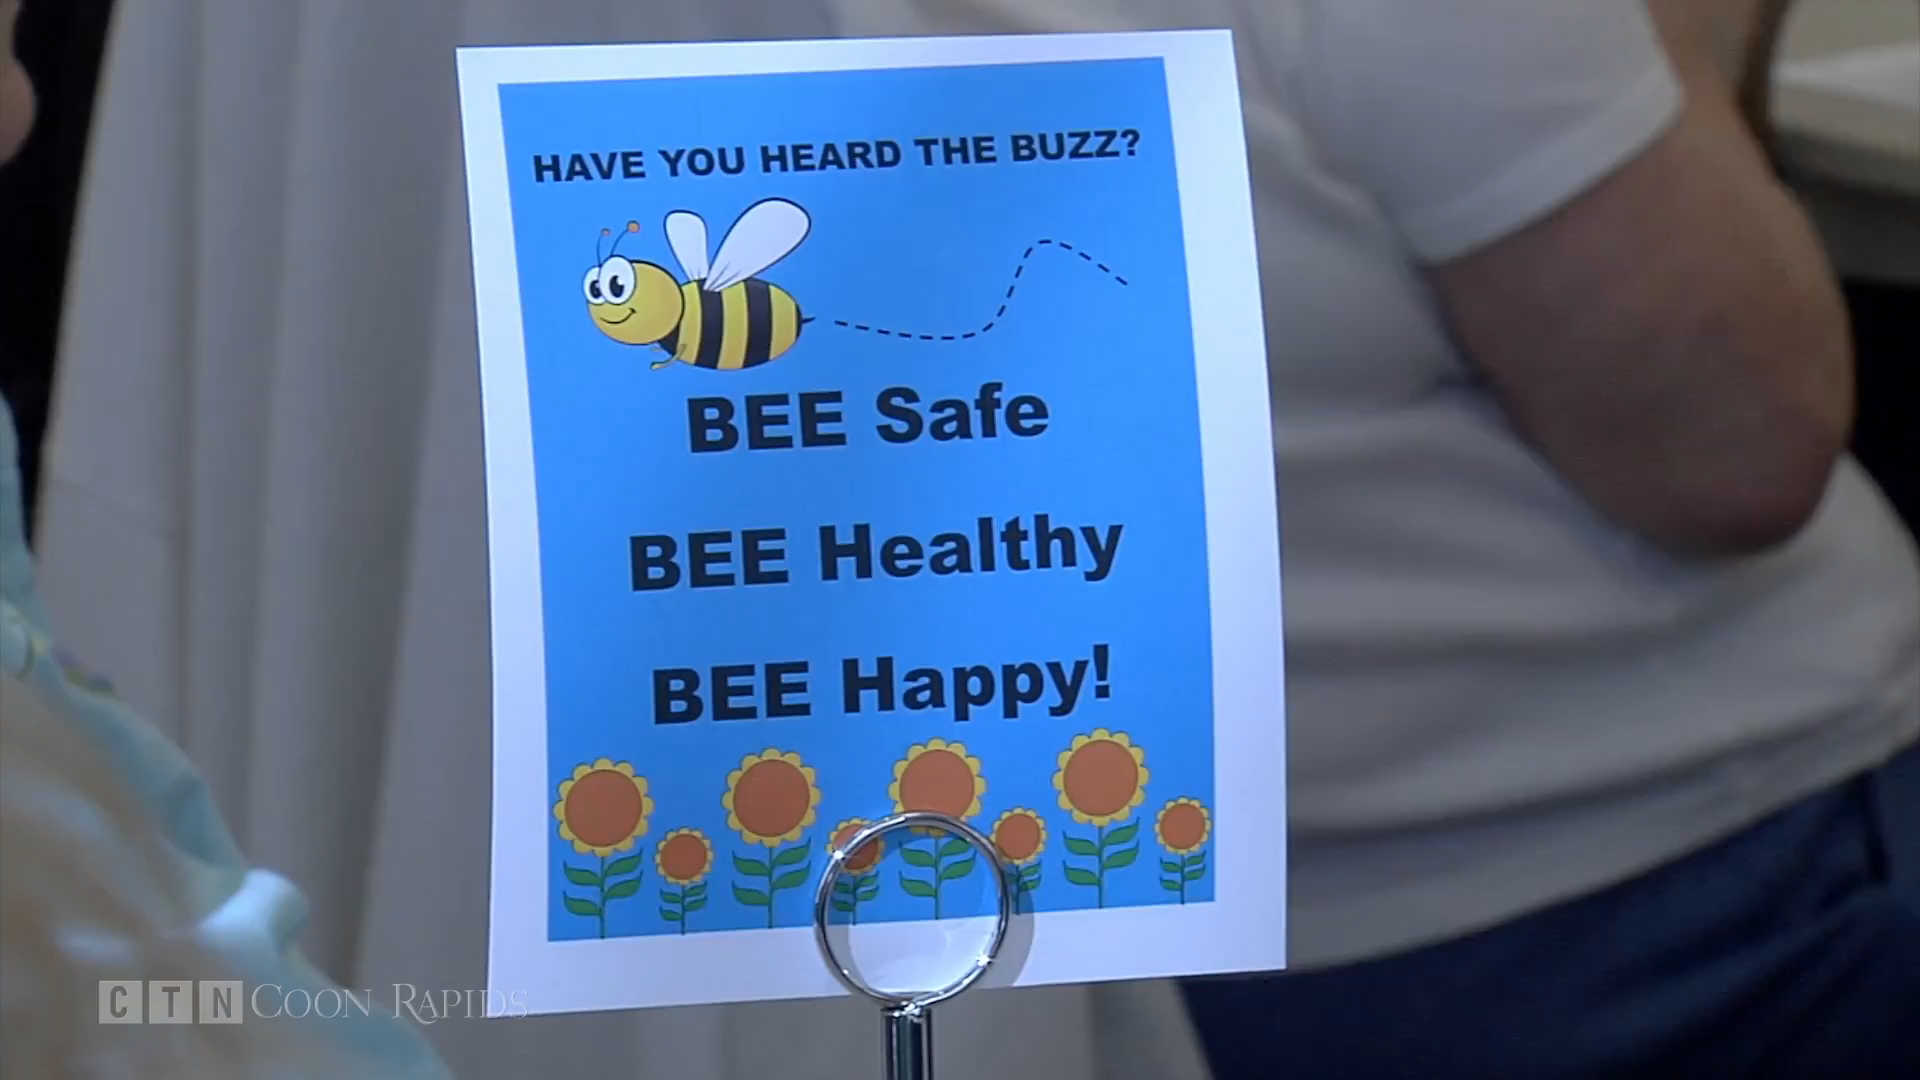 HAVE YOU HEARD THE BUZZ?
BEE Safe
BEE Healthy
BEE Happy!
CTN COON RAPIDS